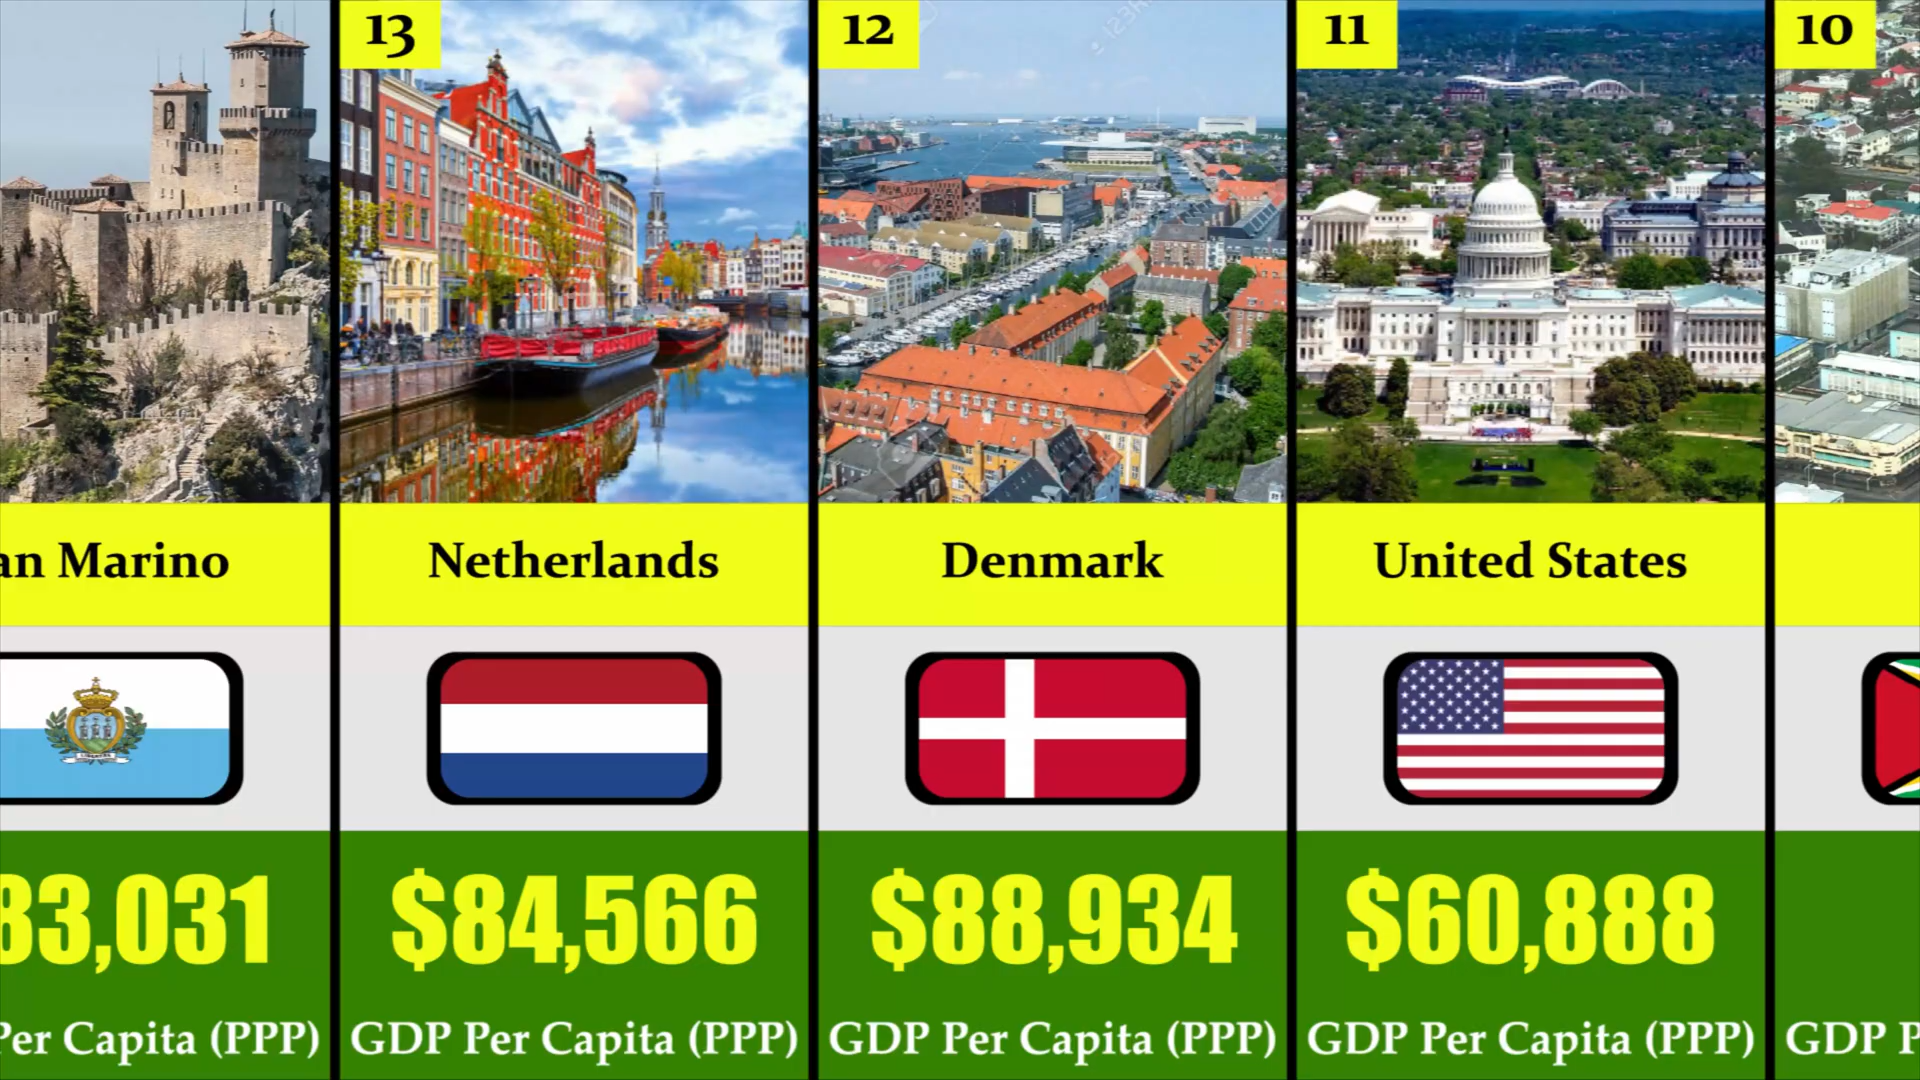 13
12
11
10
an Marino
Netherlands
Denmark
United States
83,031
$84,566
$88,934
$60,888
Per Capita (PPP)
GDP Per Capita (PPP)
GDP Per Capita (PPP)
GDP Per Capita (PPP)
GDP P